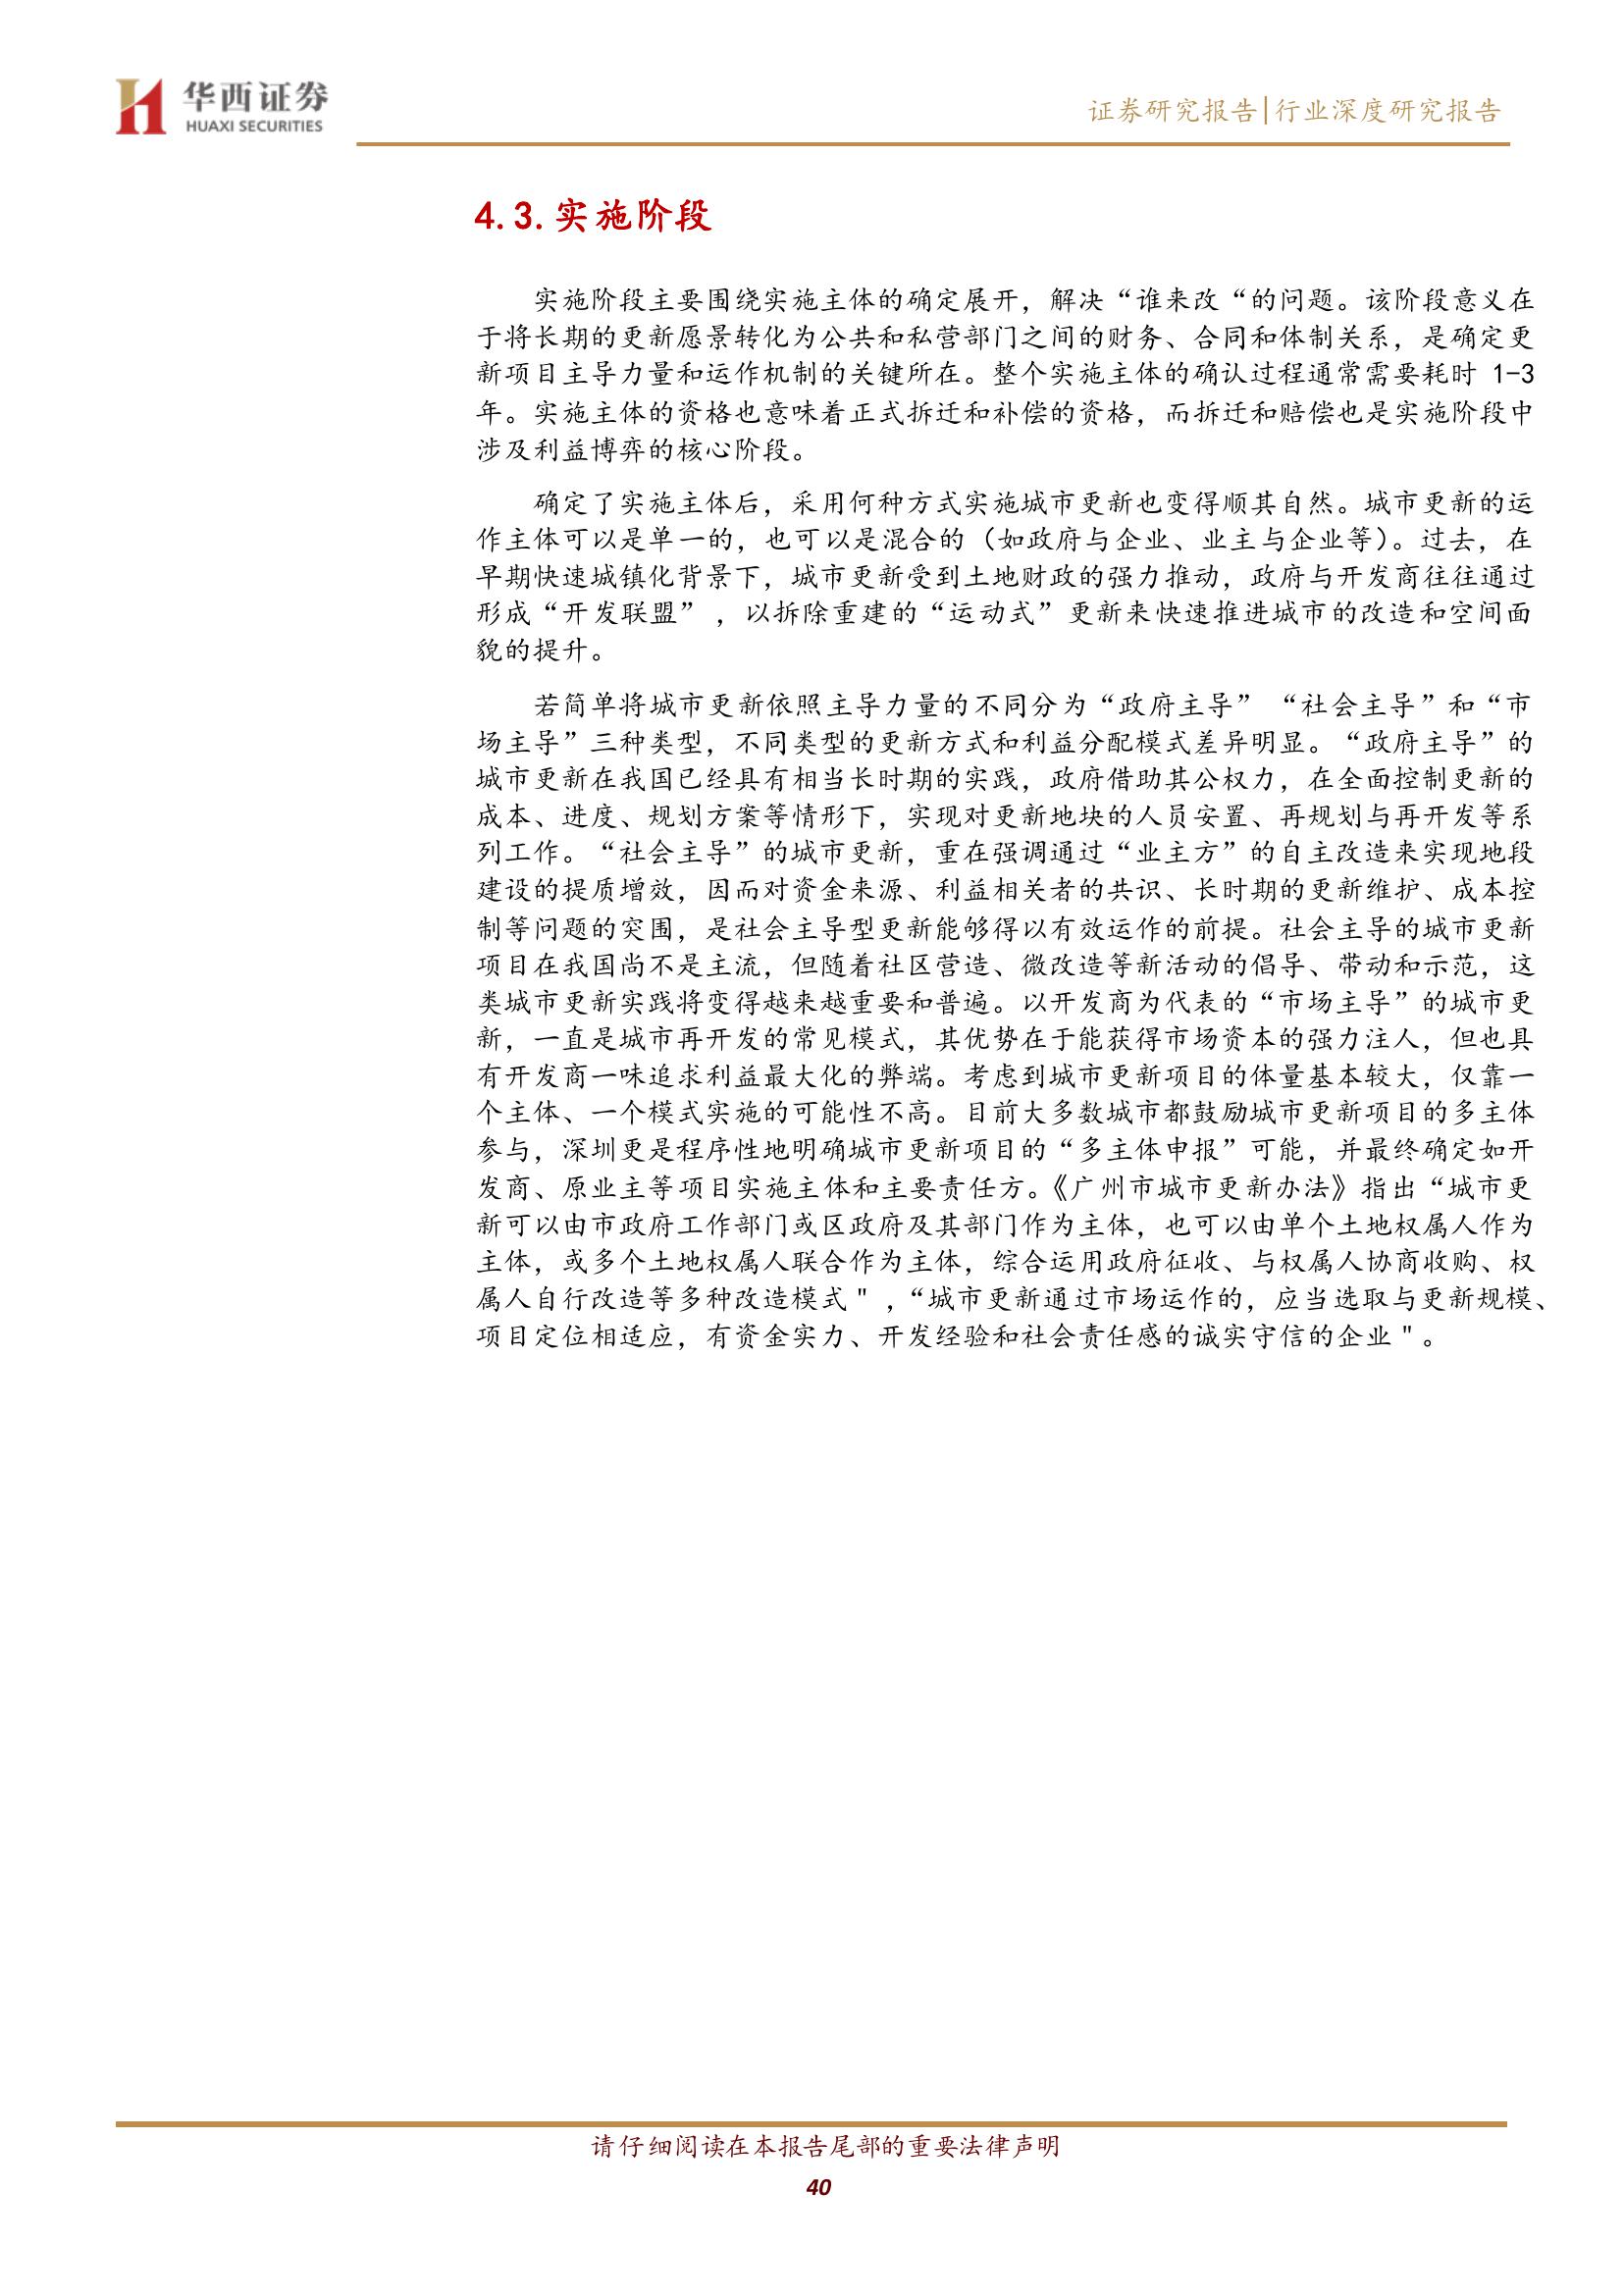 华西证券
HUAXI SECURITIES
证券研究报告|行业深度研究报告
4.3.实施阶段
实施阶段主要围绕实施主体的确定展开，解决“谁来改“的问题。该阶段意义在
于将长期的更新愿景转化为公共和私营部门之间的财务、合同和体制关系，是确定更
新项目主导力量和运作机制的关键所在。整个实施主体的确认过程通常需要耗时 1-3
年。实施主体的资格也意味着正式拆迁和补偿的资格，而拆迁和赔偿也是实施阶段中
涉及利益博弈的核心阶段。
确定了实施主体后，采用何种方式实施城市更新也变得顺其自然。城市更新的运
作主体可以是单一的，也可以是混合的（如政府与企业、业主与企业等）。过去，在
早期快速城镇化背景下，城市更新受到土地财政的强力推动，政府与开发商往往通过
形成“开发联盟” ，以拆除重建的“运动式”更新来快速推进城市的改造和空间面
貌的提升。
若简单将城市更新依照主导力量的不同分为“政府主导” “社会主导”和“市
场主导”三种类型，不同类型的更新方式和利益分配模式差异明显。“政府主导”的
城市更新在我国已经具有相当长时期的实践，政府借助其公权力，在全面控制更新的
成本、进度、规划方案等情形下，实现对更新地块的人员安置、再规划与再开发等系
列工作。“社会主导”的城市更新，重在强调通过“业主方”的自主改造来实现地段
建设的提质增效，因而对资金来源、利益相关者的共识、长时期的更新维护、成本控
制等问题的突围，是社会主导型更新能够得以有效运作的前提。社会主导的城市更新
项目在我国尚不是主流，但随着社区营造、微改造等新活动的倡导、带动和示范，这
类城市更新实践将变得越来越重要和普遍。以开发商为代表的“市场主导”的城市更
新，一直是城市再开发的常见模式，其优势在于能获得市场资本的强力注人，但也具
有开发商一味追求利益最大化的弊端。考虑到城市更新项目的体量基本较大，仅靠一
个主体、一个模式实施的可能性不高。目前大多数城市都鼓励城市更新项目的多主体
参与，深圳更是程序性地明确城市更新项目的“多主体申报”可能，并最终确定如开
发商、原业主等项目实施主体和主要责任方。《广州市城市更新办法》指出“城市更
新可以由市政府工作部门或区政府及其部门作为主体，也可以由单个土地权属人作为
主体，或多个土地权属人联合作为主体，综合运用政府征收、与权属人协商收购、权
属人自行改造等多种改造模式" ，“城市更新通过市场运作的，应当选取与更新规模、
项目定位相适应，有资金实力、开发经验和社会责任感的诚实守信的企业"。
请仔细阅读在本报告尾部的重要法律声明
40